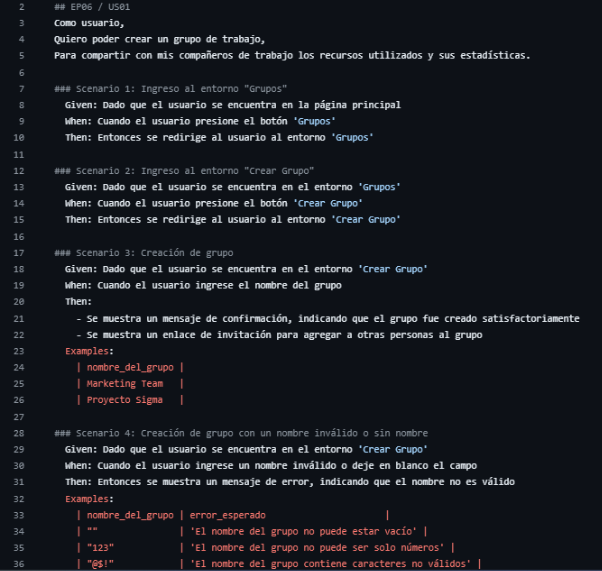 2 ## EP06 / US01
3 Como usuario,
4 Quiero poder crear un grupo de trabajo,
5 Para compartir con mis compañeros de trabajo los recursos utilizados y sus estadísticas.
6
7 ### Scenario 1: Ingreso al entorno "Grupos"
8 Given: Dado que el usuario se encuentra en la página principal
9 When: Cuando el usuario presione el botón 'Grupos'
10 Then: Entonces se redirige al usuario al entorno 'Grupos'
11
12 ### Scenario 2: Ingreso al entorno "Crear Grupo"
13 Given: Dado que el usuario se encuentra en el entorno 'Grupos'
14 When: Cuando el usuario presione el botón 'Crear Grupo'
15 Then: Entonces se redirige al usuario al entorno 'Crear Grupo'
16
17 ### Scenario 3: Creación de grupo
18 Given: Dado que el usuario se encuentra en el entorno 'Crear Grupo'
19 When: Cuando el usuario ingrese el nombre del grupo
20 Then:
21 - Se muestra un mensaje de confirmación, indicando que el grupo fue creado satisfactoriamente
22 - Se muestra un enlace de invitación para agregar a otras personas al grupo
23 Examples:
24 | nombre_del_grupo |
25 | Marketing Team |
26 | Proyecto Sigma |
27
28 ### Scenario 4: Creación de grupo con un nombre inválido o sin nombre
29 Given: Dado que el usuario se encuentra en el entorno 'Crear Grupo'
30 When: Cuando el usuario ingrese un nombre inválido o deje en blanco el campo
31 Then: Entonces se muestra un mensaje de error, indicando que el nombre no es válido
32 Examples:
33 | nombre_del_grupo | error_esperado |
34 | "" | 'El nombre del grupo no puede estar vacío' |
35 | "123" | 'El nombre del grupo no puede ser solo números' |
36 | "@$!" | 'El nombre del grupo contiene caracteres no válidos' |